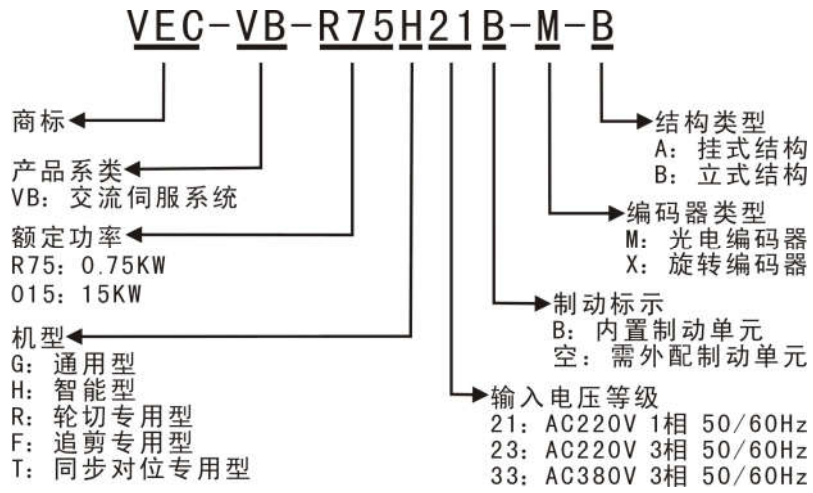 VEC-VB-R75H21B-M-B
商标
产品系类
VB：交流伺服系统
额定功率
R75：0.75KW
015：15KW
机型
G：通用型
H：智能型
R：轮切专用型
F：追剪专用型
T：同步对位专用型
结构类型
A：挂式结构
B：立式结构
编码器类型
M：光电编码器
X：旋转编码器
制动标示
B：内置制动单元
空：需外配制动单元
输入电压等级
21：AC220V 1相 50/60Hz
23：AC220V 3相 50/60Hz
33：AC380V 3相 50/60Hz